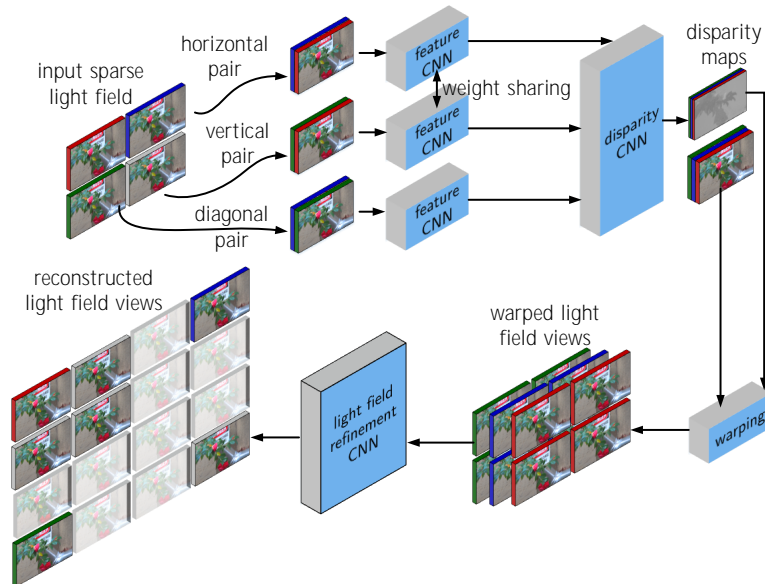 horizontal
pair
disparity
maps
input sparse
light field
feature
CNN
weight sharing
vertical
pair
feature
CNN
disparity
CNN
diagonal
pair
feature
CNN
reconstructed
light field views
warped light
field views
light field
refinement
CNN
warping